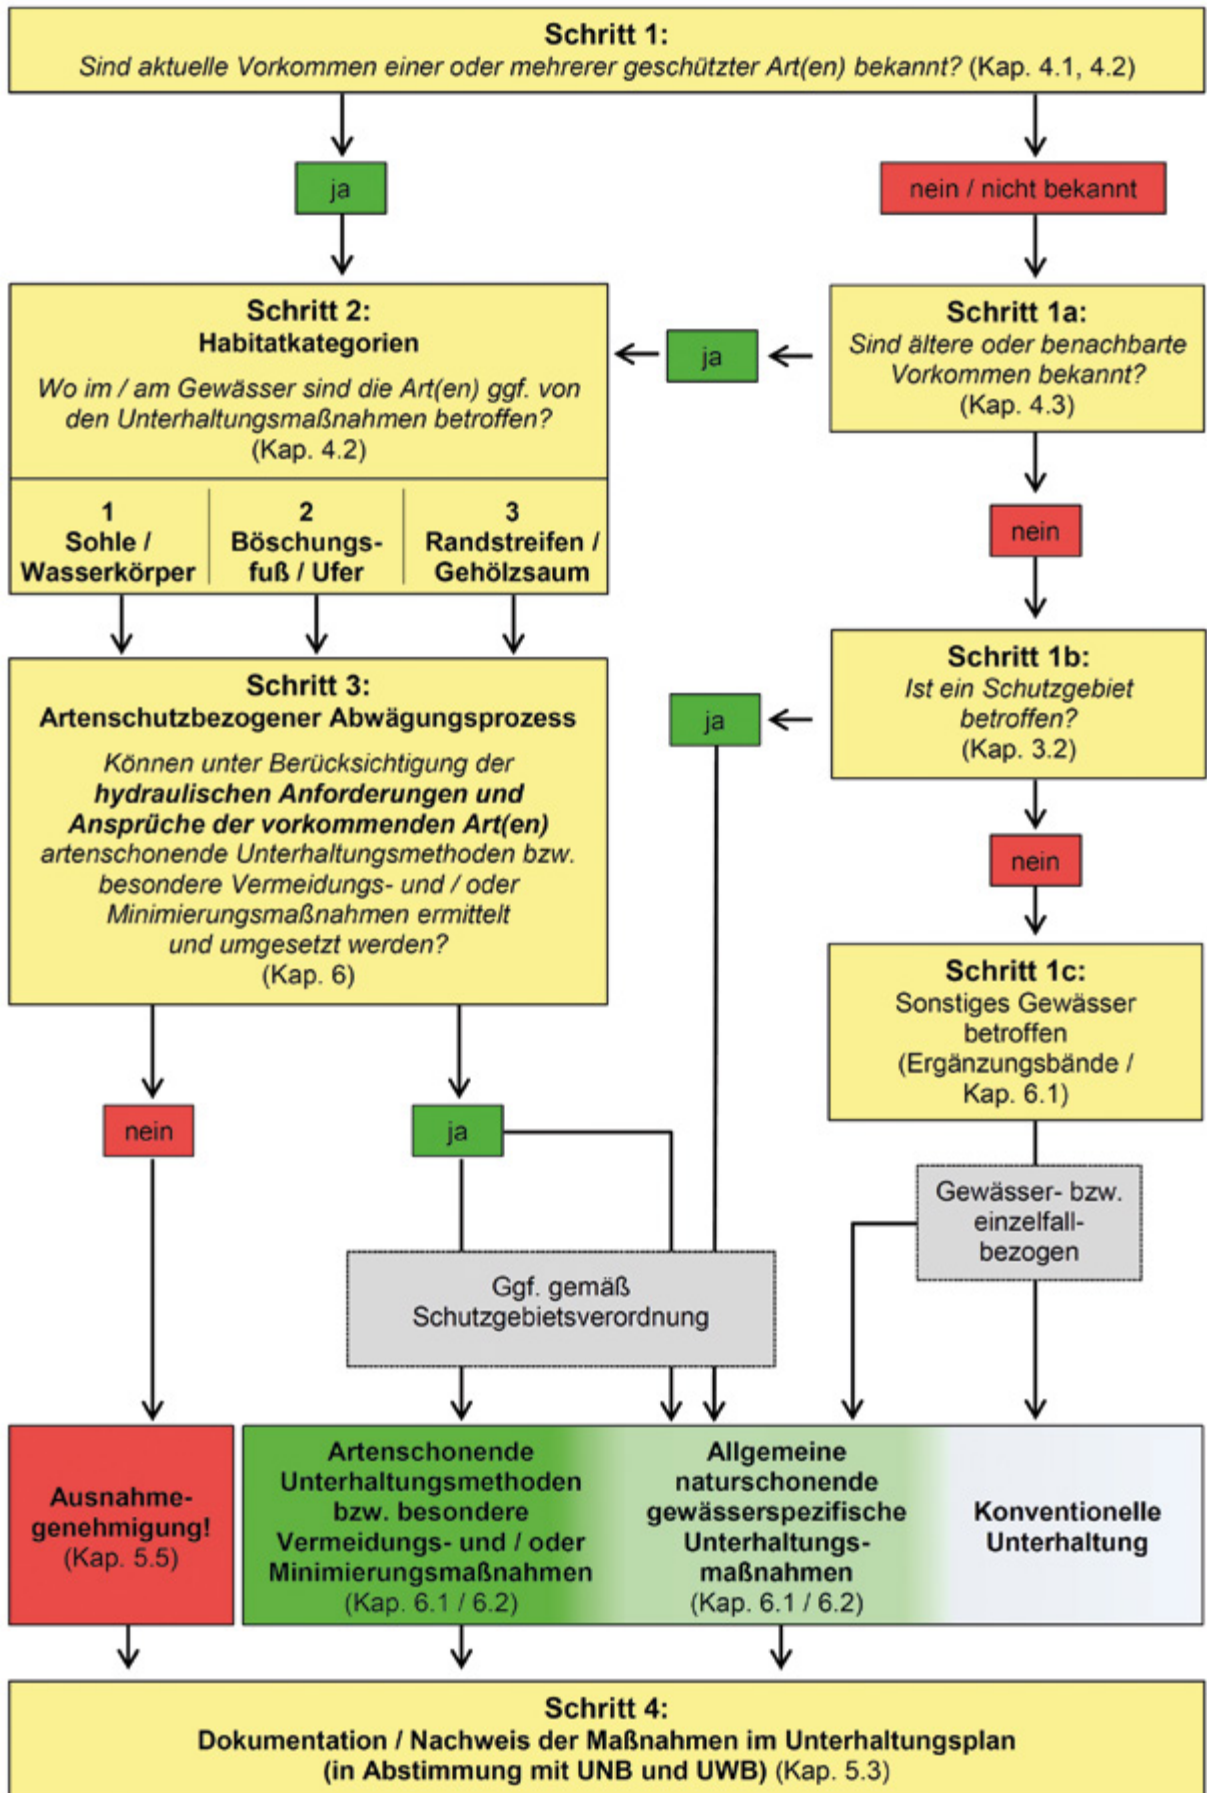 Schritt 1:
Sind aktuelle Vorkommen einer oder mehrerer geschützter Art(en) bekannt? (Kap. 4.1, 4.2)
ja
nein / nicht bekannt
Schritt 2:
Habitatkategorien
Wo im / am Gewässer sind die Art(en) ggf. von
den Unterhaltungsmaßnahmen betroffen?
(Kap. 4.2)
1
Sohle /
Wasserkörper
2
Böschungs-
fuß / Ufer
3
Randstreifen /
Gehölzsaum
ja
Schritt 1a:
Sind ältere oder benachbarte
Vorkommen bekannt?
(Kap. 4.3)
nein
Schritt 3:
Artenschutzbezogener Abwägungsprozess
Können unter Berücksichtigung der
hydraulischen Anforderungen und
Ansprüche der vorkommenden Art(en)
artenschonende Unterhaltungsmethoden bzw.
besondere Vermeidungs- und / oder
Minimierungsmaßnahmen ermittelt
und umgesetzt werden?
(Kap. 6)
ja
Schritt 1b:
Ist ein Schutzgebiet
betroffen?
(Kap. 3.2)
nein
Schritt 1c:
Sonstiges Gewässer
betroffen
(Ergänzungsbände /
Kap. 6.1)
nein
ja
Gewässer- bzw.
einzelfall-
bezogen
Ggf. gemäß
Schutzgebietsverordnung
Ausnahme-
genehmigung!
(Kap. 5.5)
Artenschonende
Unterhaltungsmethoden
bzw. besondere
Vermeidungs- und / oder
Minimierungsmaßnahmen
(Kap. 6.1 / 6.2)
Allgemeine
naturschonende
gewässerspezifische
Unterhaltungs-
maßnahmen
(Kap. 6.1 / 6.2)
Konventionelle
Unterhaltung
Schritt 4:
Dokumentation / Nachweis der Maßnahmen im Unterhaltungsplan
(in Abstimmung mit UNB und UWB) (Kap. 5.3)